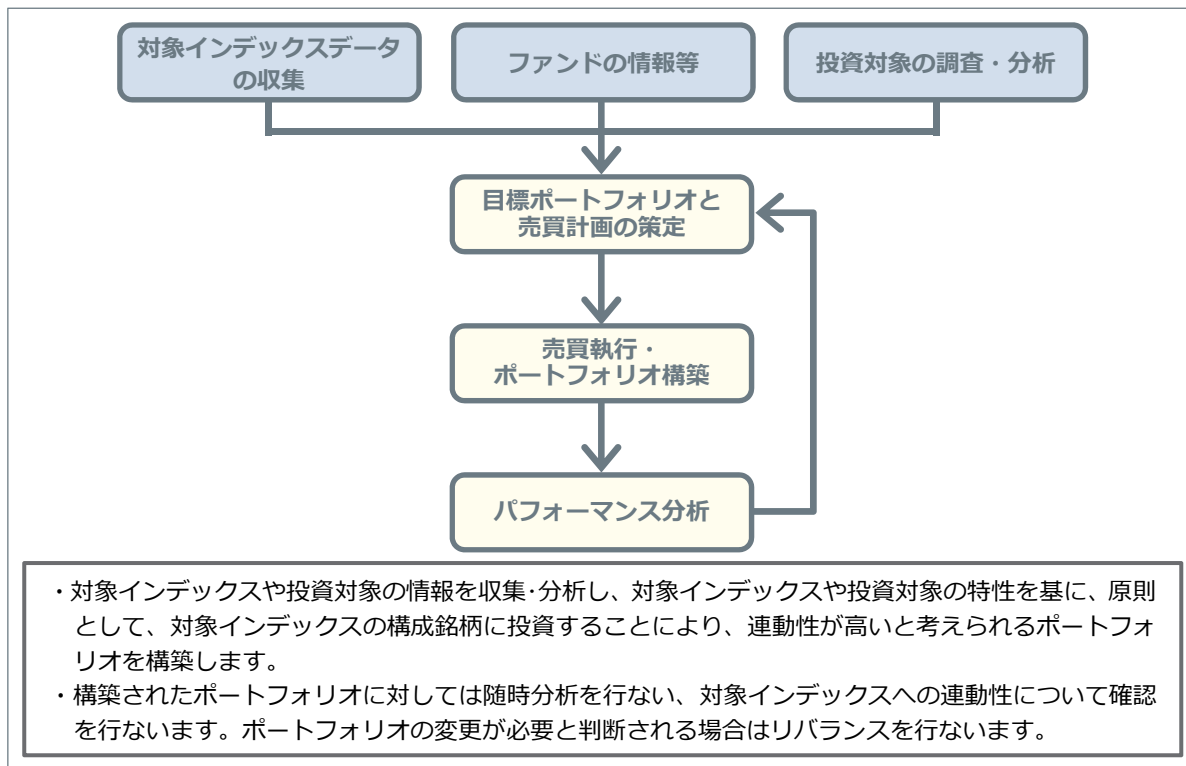 対象インデックスデータ
の収集
ファンドの情報等
投資対象の調査・分析
目標ポートフォリオと
売買計画の策定
売買執行・
ポートフォリオ構築
パフォーマンス分析
・対象インデックスや投資対象の情報を収集･分析し､対象インデックスや投資対象の特性を基に､原則
として、対象インデックスの構成銘柄に投資することにより、連動性が高いと考えられるポートフォ
リオを構築します。
・構築されたポートフォリオに対しては随時分析を行ない、対象インデックスへの連動性について確認
を行ないます。ポートフォリオの変更が必要と判断される場合はリバランスを行ないます。